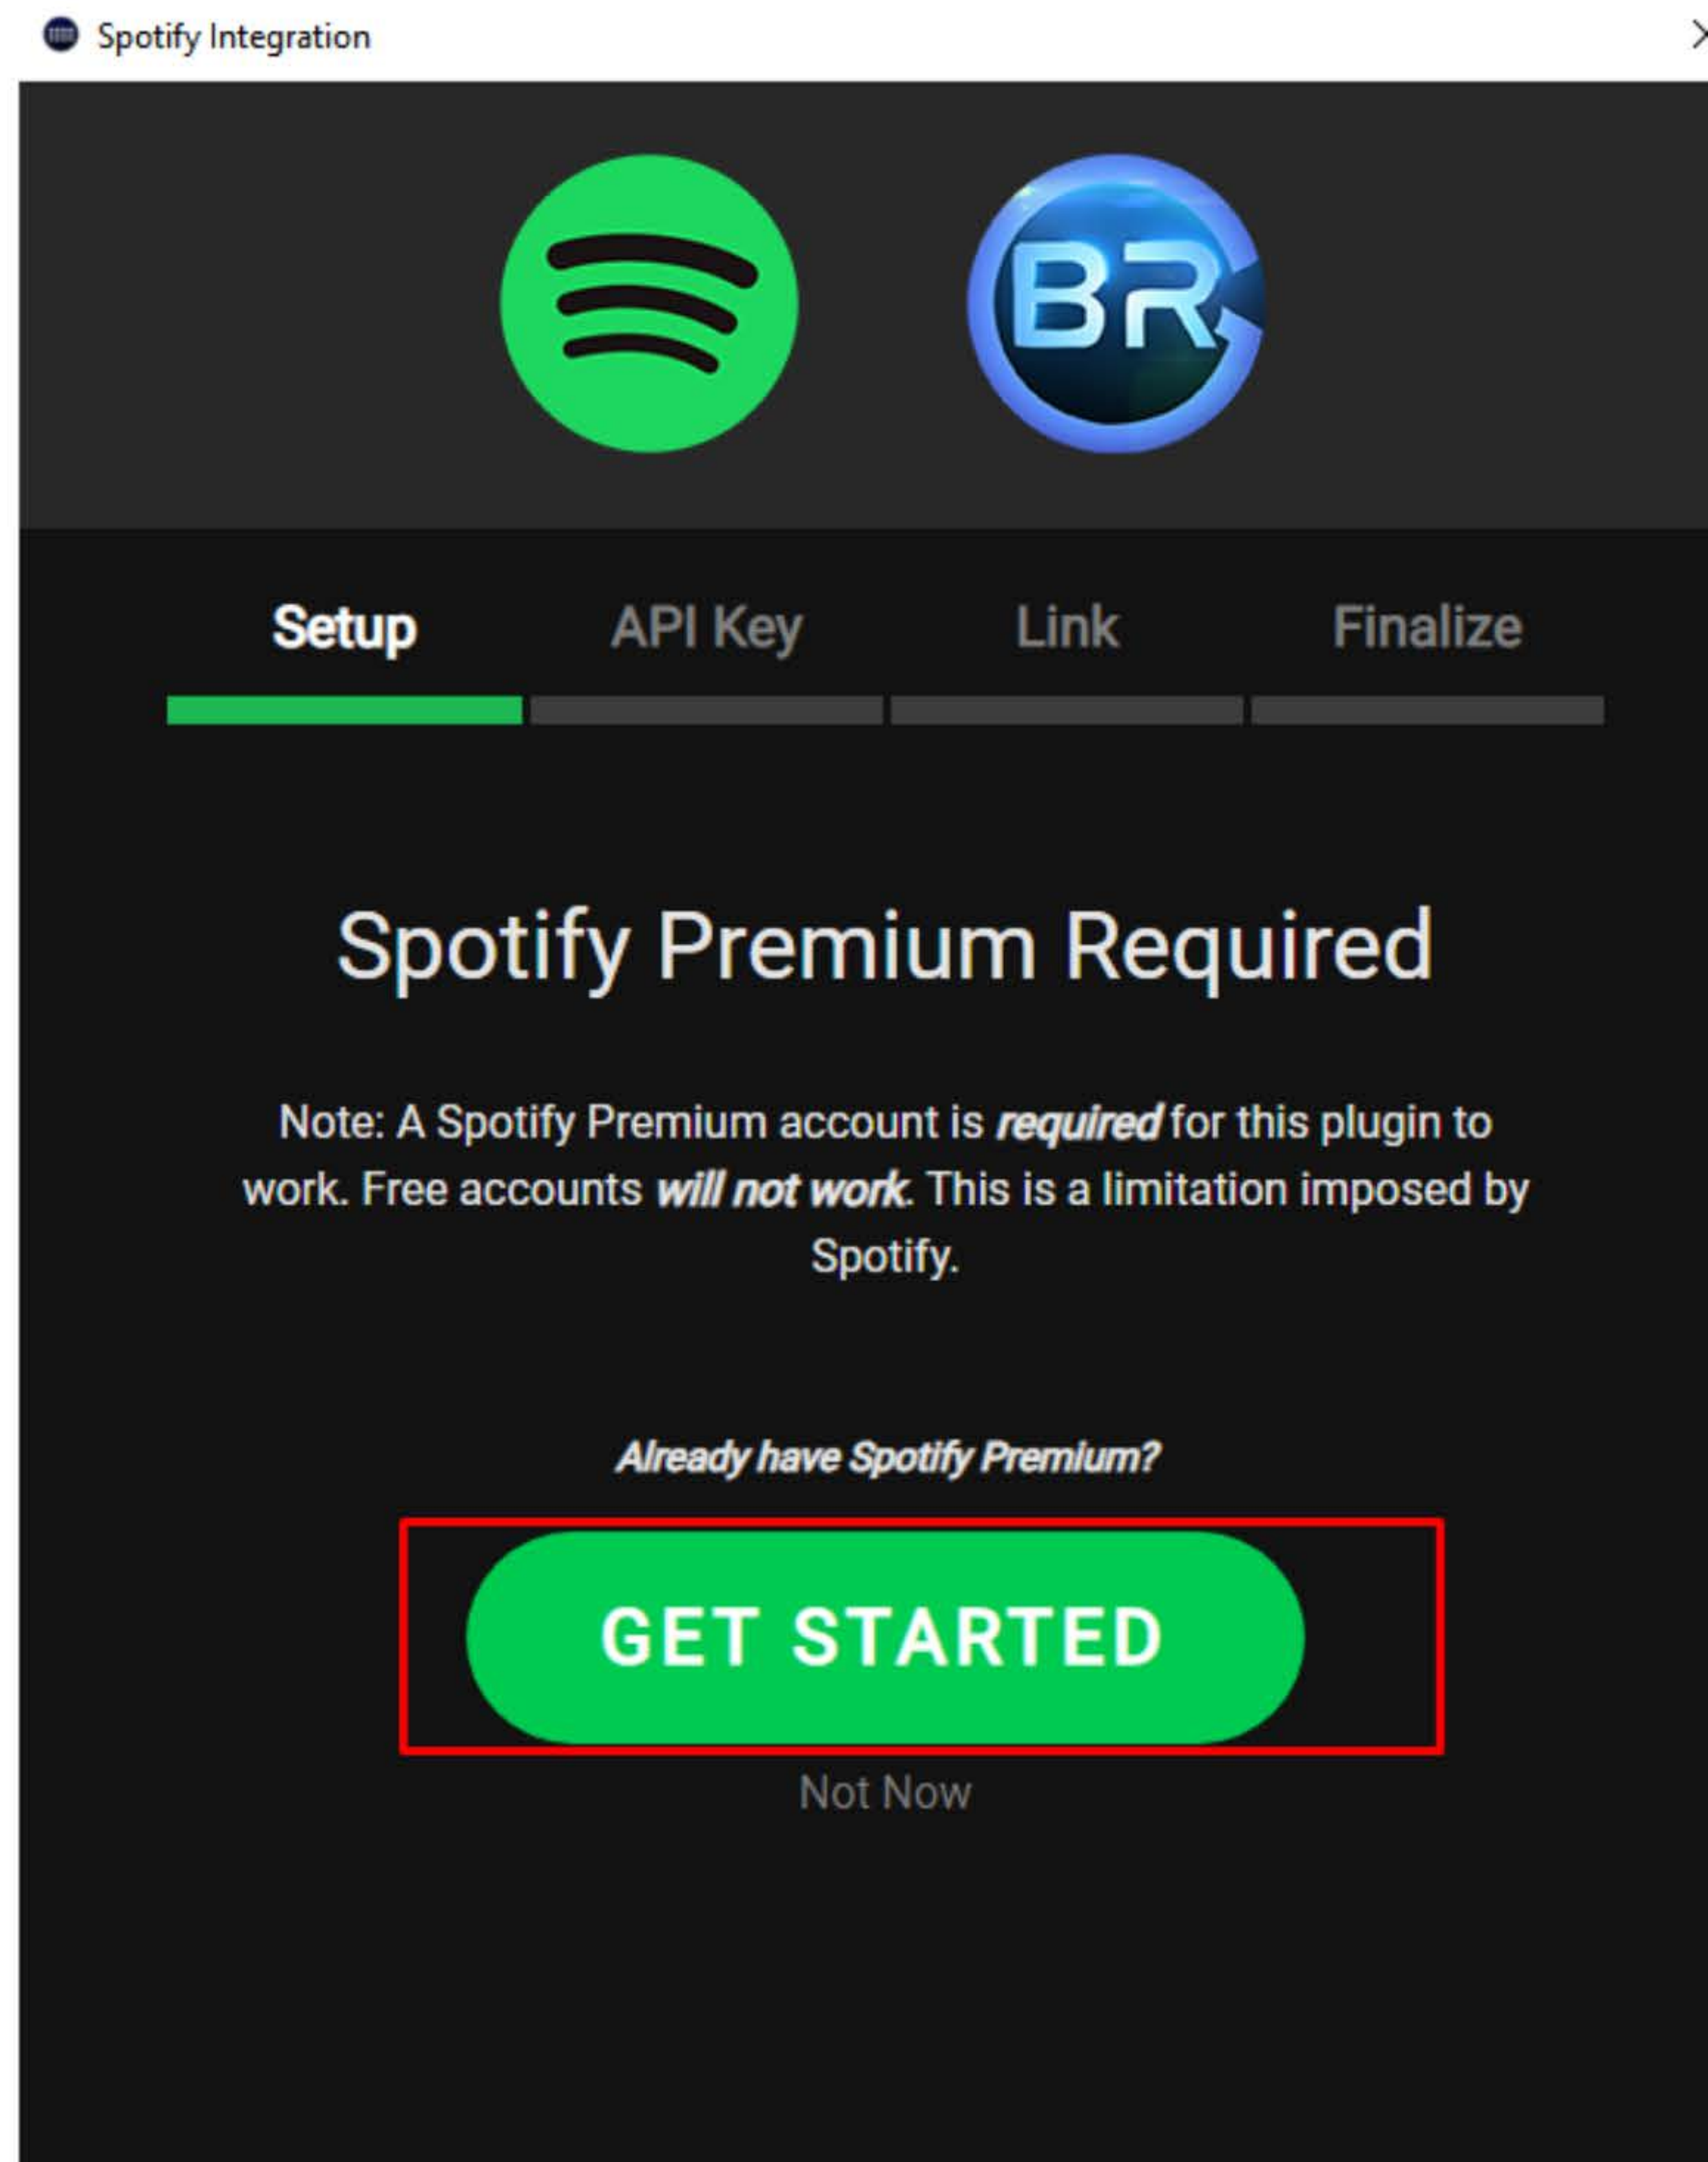 Spotify Integration
BR
Setup API Key Link Finalize
Spotify Premium Required
Note: A Spotify Premium account is required for this plugin to
work. Free accounts will not work. This is a limitation imposed by
Spotify.
Already have Spotify Premium?
GET STARTED
Not Now